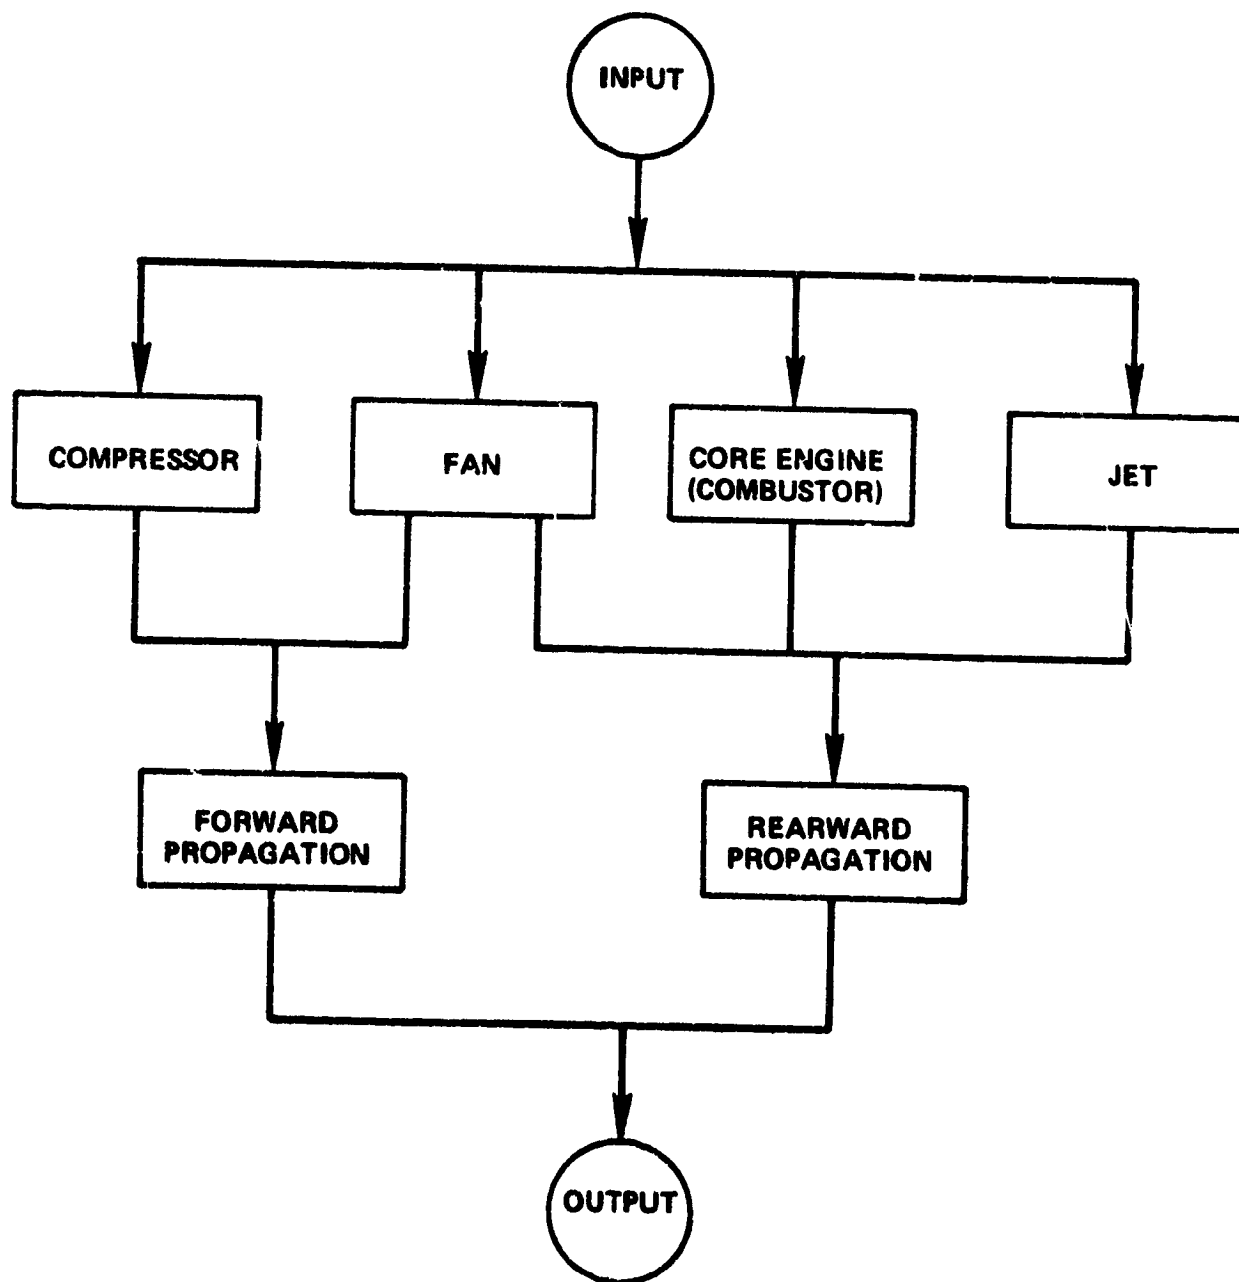 INPUT
COMPRESSOR
FAN
CORE ENGINE
(COMBUSTOR)
JET
FORWARD
PROPAGATION
REARWARD
PROPAGATION
OUTPUT